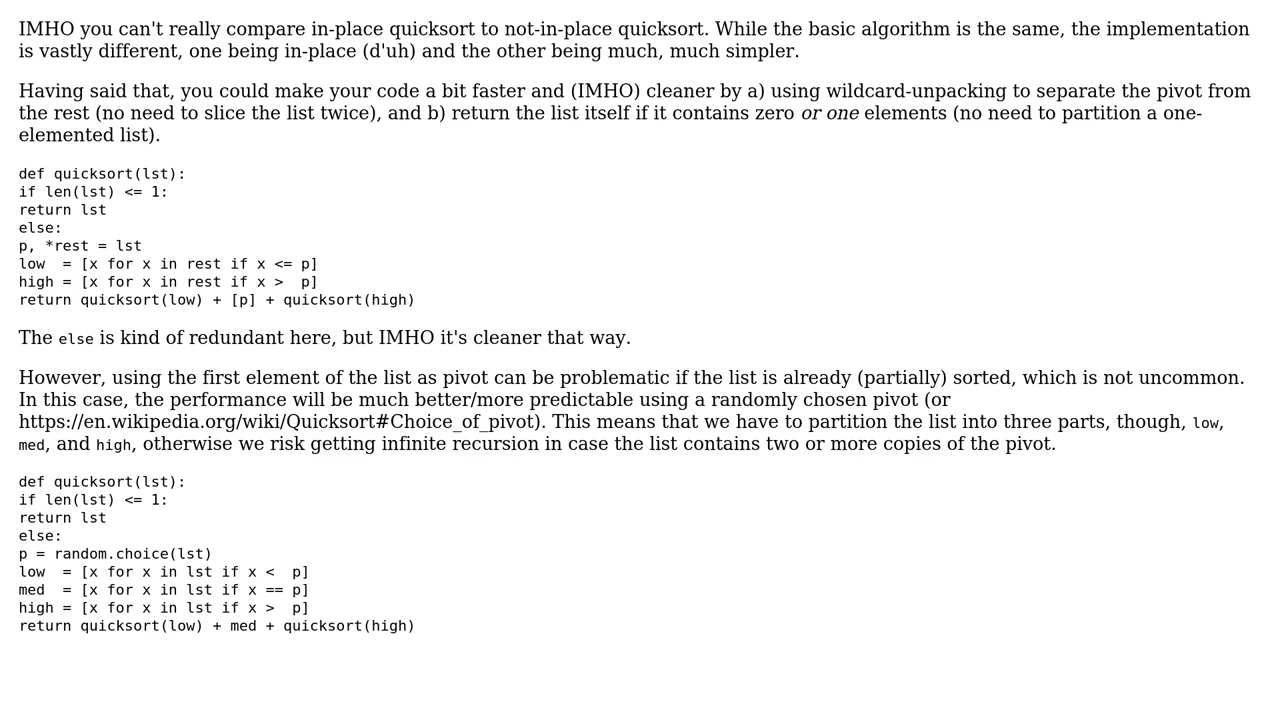 IMHO you can't really compare in-place quicksort to not-in-place quicksort. While the basic algorithm is the same, the implementation
is vastly different, one being in-place (d'uh) and the other being much, much simpler.
Having said that, you could make your code a bit faster and (IMHO) cleaner by a) using wildcard-unpacking to separate the pivot from
the rest (no need to slice the list twice), and b) return the list itself if it contains zero or one elements (no need to partition a one-
elemented list).
def quicksort(lst):
if len(lst) <= 1:
return lst
else:
p, *rest = lst
low  = [x for x in rest if x <= p]
high = [x for x in rest if x >  p]
return quicksort(low) + [p] + quicksort(high)
The else is kind of redundant here, but IMHO it's cleaner that way.
However, using the first element of the list as pivot can be problematic if the list is already (partially) sorted, which is not uncommon.
In this case, the performance will be much better/more predictable using a randomly chosen pivot (or
https://en.wikipedia.org/wiki/Quicksort#Choice_of_pivot). This means that we have to partition the list into three parts, though, low,
med, and high, otherwise we risk getting infinite recursion in case the list contains two or more copies of the pivot.
def quicksort(lst):
if len(lst) <= 1:
return lst
else:
p = random.choice(lst)
low  = [x for x in lst if x <  p]
med  = [x for x in lst if x == p]
high = [x for x in lst if x >  p]
return quicksort(low) + med + quicksort(high)